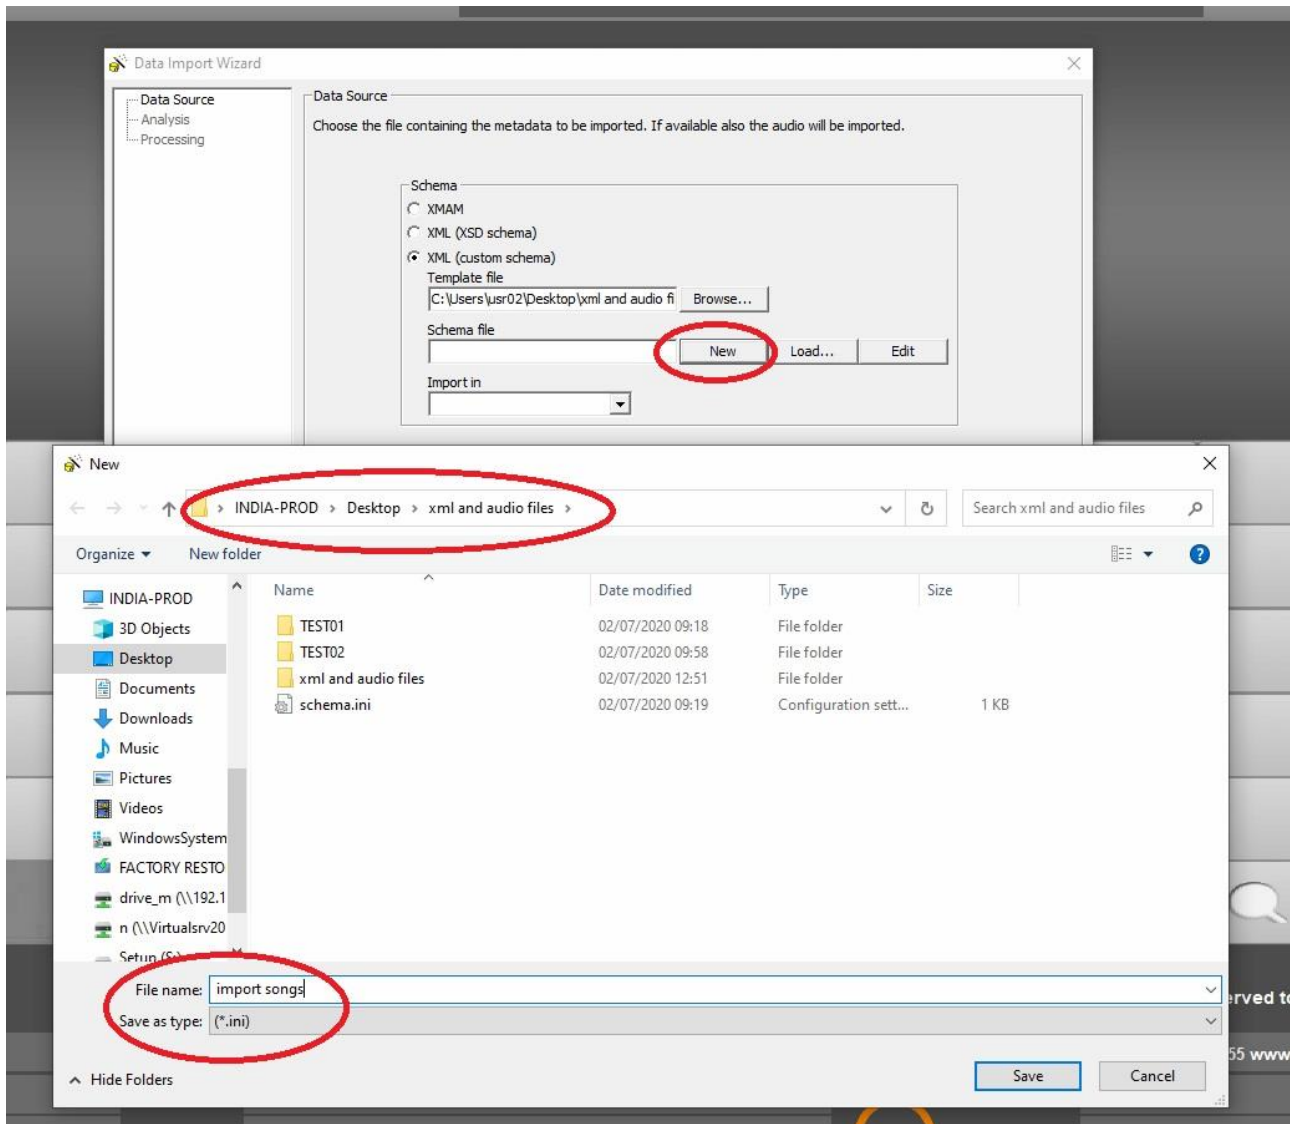 Data Import Wizard
Data Source
Analysis
Processing
Data Source
Choose the file containing the metadata to be imported. If available also the audio will be imported.
Schema
XMAM
XML (XSD schema)
XML (custom schema)
Template file
C:\Users\usr02\Desktop\xml and audio fi Browse...
Schema file
New Load... Edit
Import in
New
INDIA-PROD > Desktop > xml and audio files > Search xml and audio files
Organize New folder
Name Date modified Type Size
INDIA-PROD
3D Objects
Desktop
Documents
Downloads
Music
Pictures
Videos
WindowsSystem
FACTORY RESTO
drive_m (\\192.1
n (\\Virtualsrv20
Setup (S:)
TEST01 02/07/2020 09:18 File folder
TEST02 02/07/2020 09:58 File folder
xml and audio files 02/07/2020 12:51 File folder
schema.ini 02/07/2020 09:19 Configuration sett... 1 KB
File name: import songs
Save as type: (*.ini)
Hide Folders Save Cancel
erved to
55 www